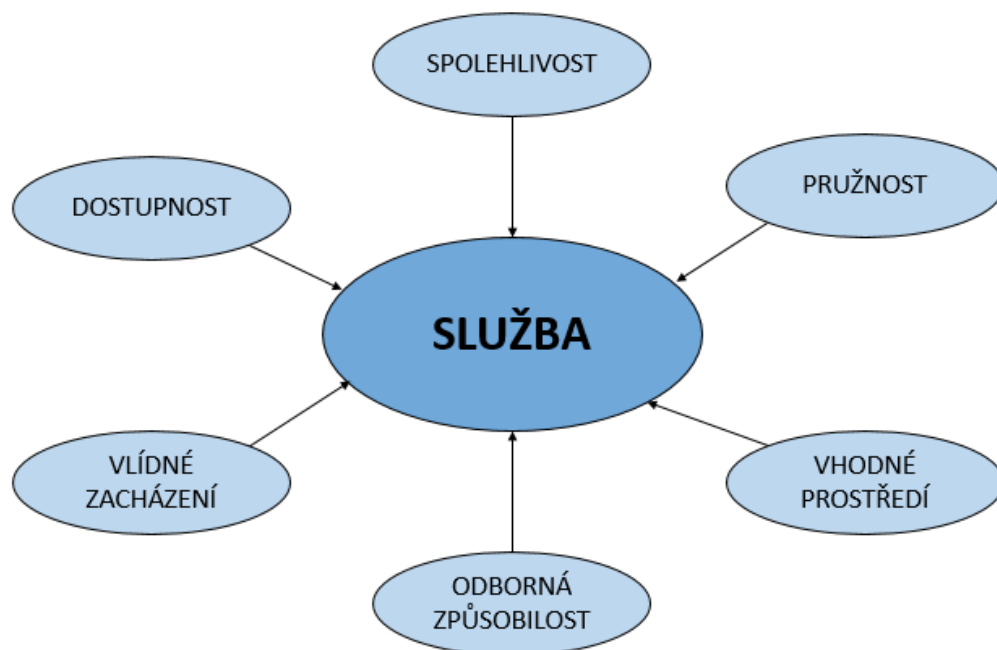 SPOLEHLIVOST
DOSTUPNOST
PRUŽNOST
SLUŽBA
VLÍDNÉ
ZACHÁZENÍ
VHODNÉ
PROSTŘEDÍ
ODBORNÁ
ZPŮSOBILOST